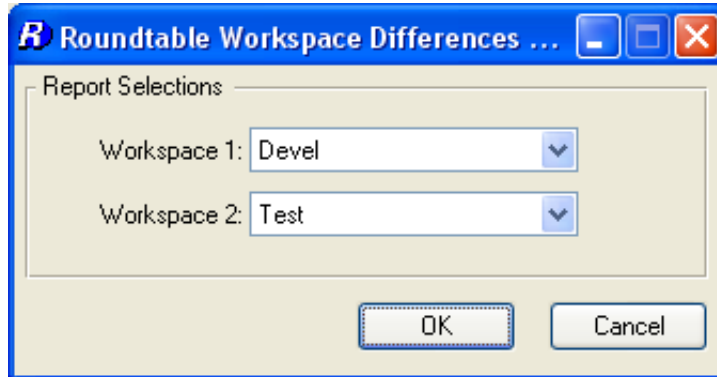 R Roundtable Workspace Differences ...
Report Selections
Workspace 1: Devel
Workspace 2: Test
OK Cancel